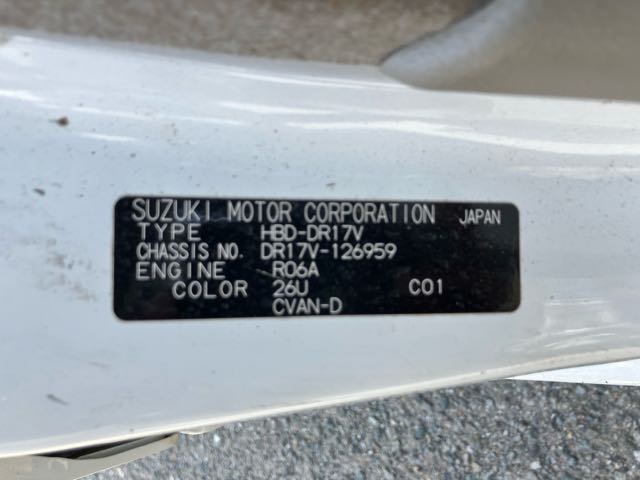 SUZUKI MOTOR CORPORATION JAPAN
TYPE HBD-DR17V
CHASSIS NO. DR17V-126959
ENGINE R06A
COLOR 26U C01
CVAN-D